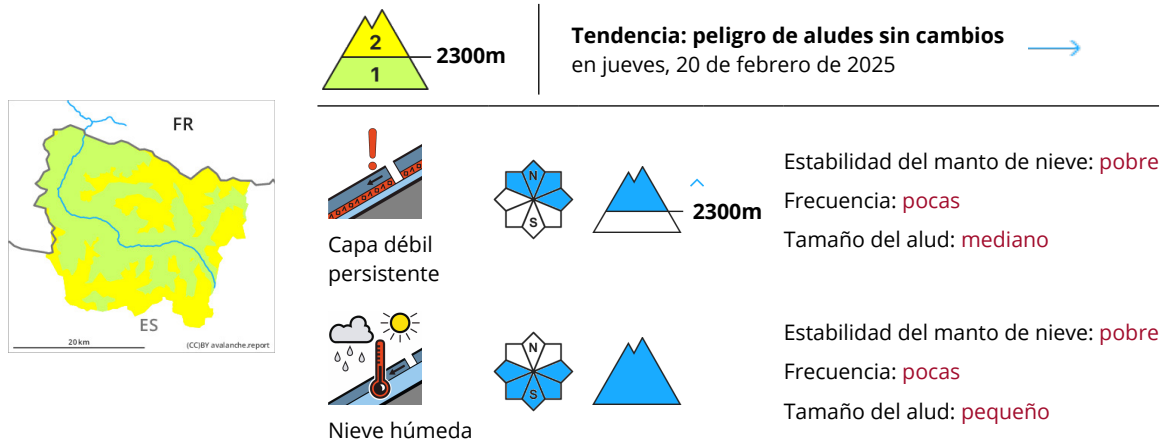 2
2300m
1
Tendencia: peligro de aludes sin cambios
en jueves, 20 de febrero de 2025
FR
ES
20 km
(CC)BY avalanche.report
N
S
2300m
Capa débil
persistente
Estabilidad del manto de nieve: pobre
Frecuencia: pocas
Tamaño del alud: mediano
N
S
Nieve húmeda
Estabilidad del manto de nieve: pobre
Frecuencia: pocas
Tamaño del alud: pequeño